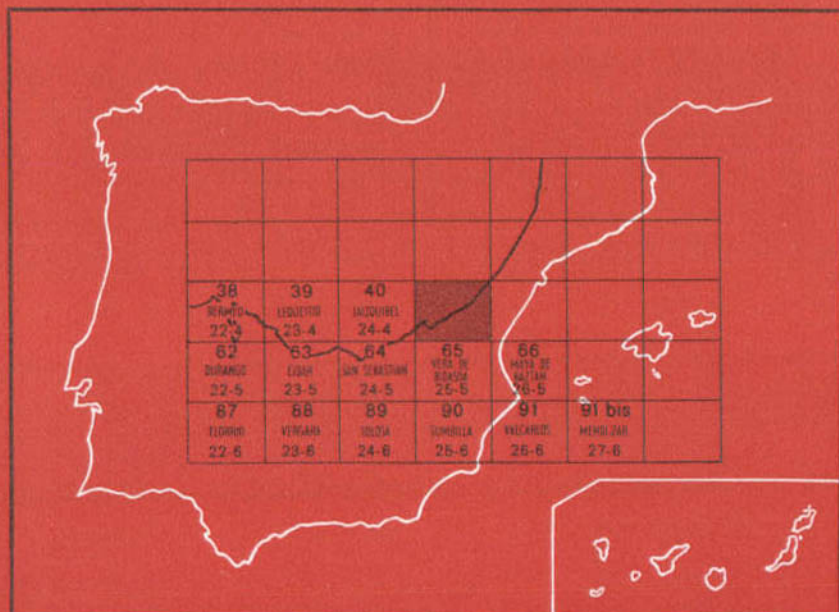 38 39 40
BERMEO LEQUEITIO JAIZQUIBEL
22-4 23-4 24-4
62 63 64 65 66
DURANGO EIBAR SAN SEBASTIAN VERA DE BIDASOA MAYA DE BAZTAN
22-5 23-5 24-5 25-5 26-5
87 88 89 90 91 91 bis
ELORRIO VERGARA TOLOSA SUMBILLA VALCARLOS MENDIZAR
22-6 23-6 24-6 25-6 26-6 27-6